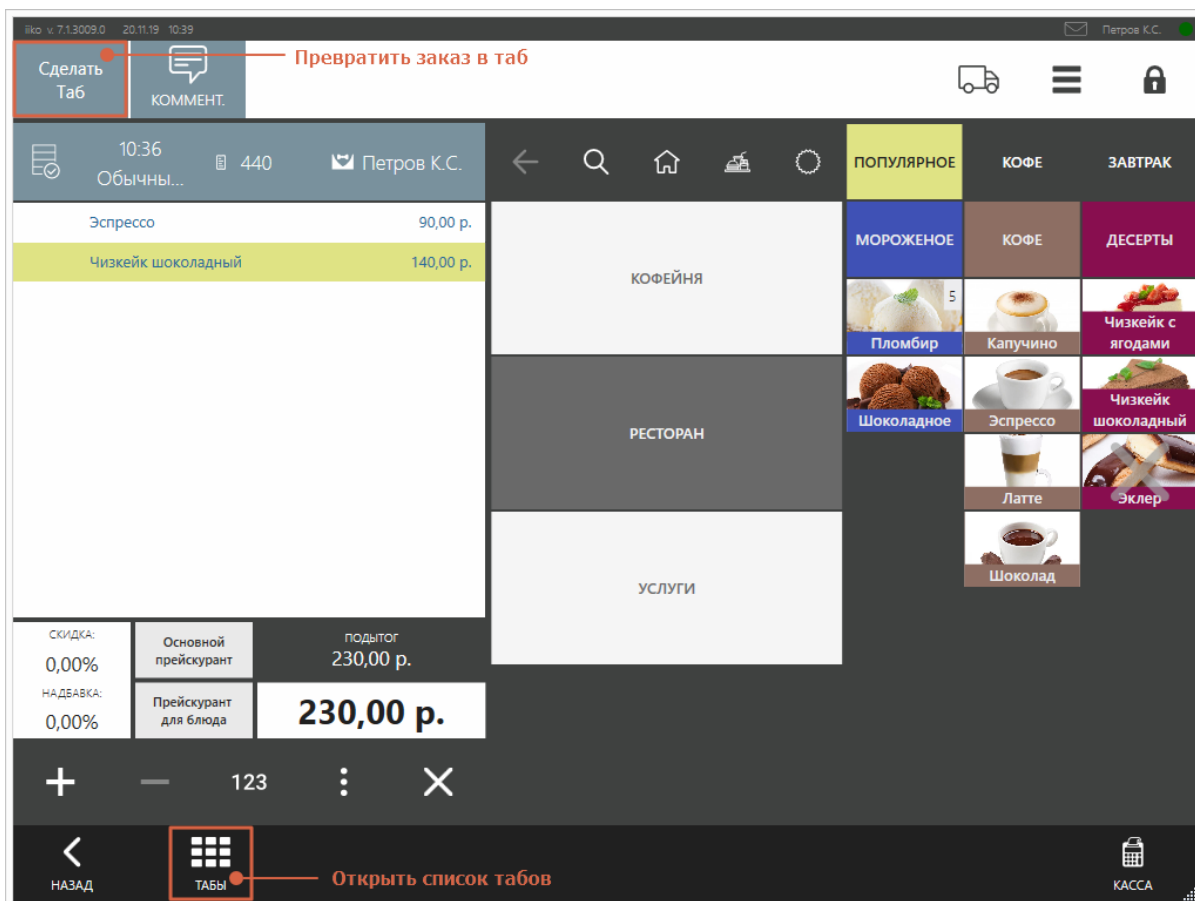 iiko v. 7.1.3009.0 20.11.19 10:39
Петров К.С.
Сделать
Таб
КОММЕНТ.
Превратить заказ в таб
10:36
Обычны...
440
Петров К.С.
Эспрессо 90,00 р.
Чизкейк шоколадный 140,00 р.
СКИДКА:
0,00%
НАДБАВКА:
0,00%
Основной
прейскурант
Прейскурант
для блюда
подытог
230,00 р.
230,00 р.
123
КОФЕЙНЯ
РЕСТОРАН
УСЛУГИ
ПОПУЛЯРНОЕ КОФЕ ЗАВТРАК
МОРОЖЕНОЕ КОФЕ ДЕСЕРТЫ
5
Пломбир
Капучино
Чизкейк с
ягодами
Шоколадное
Эспрессо
Чизкейк
шоколадный
Латте
Эклер
Шоколад
НАЗАД
ТАБЫ
Открыть список табов
КАССА